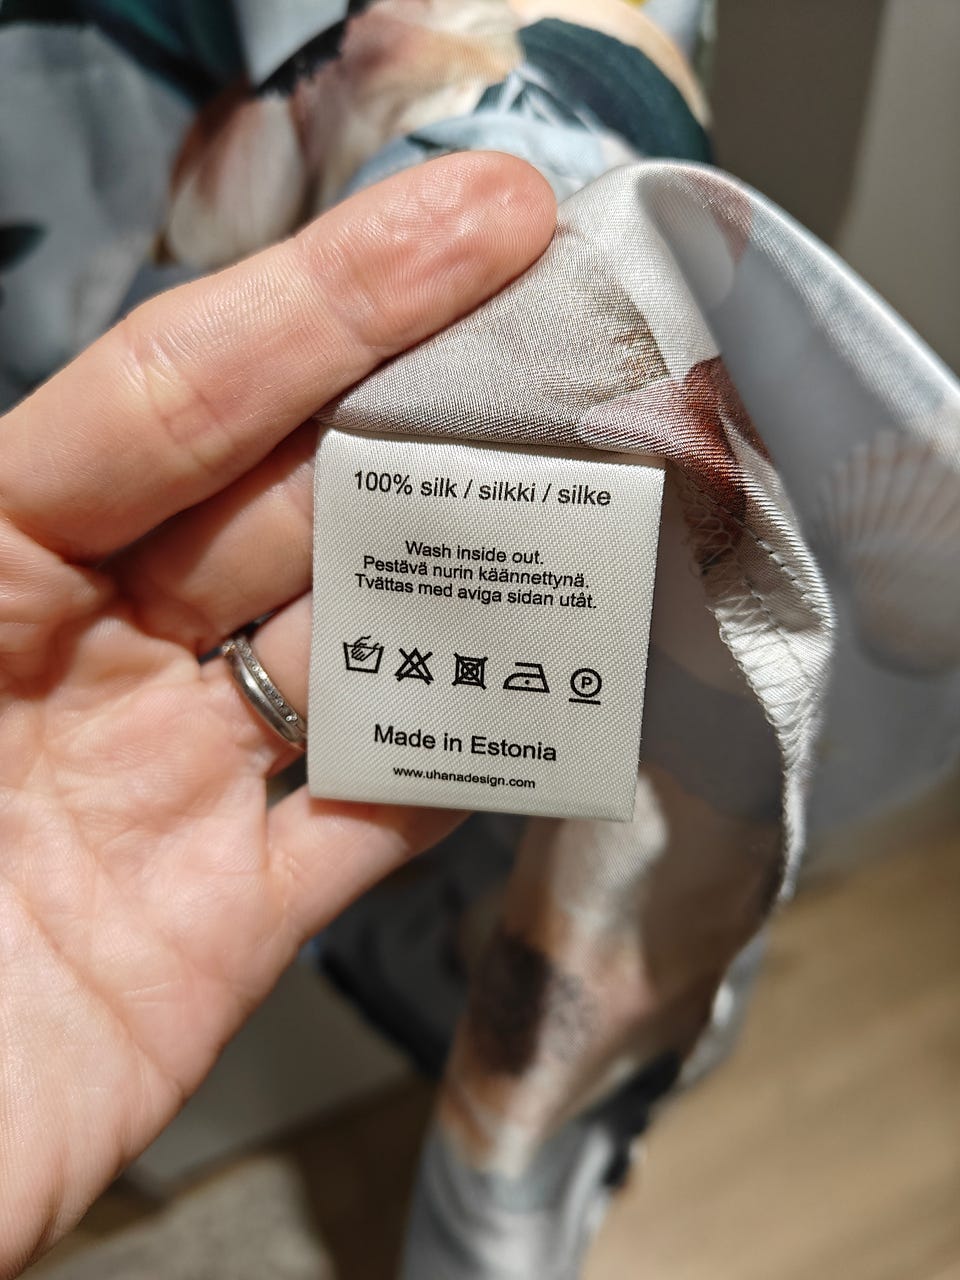 100% silk / silkki / silke
Wash inside out.
Pestävä nurin käännettynä.
Tvättas med aviga sidan utåt.
P
Made in Estonia
www.uhanadesign.com